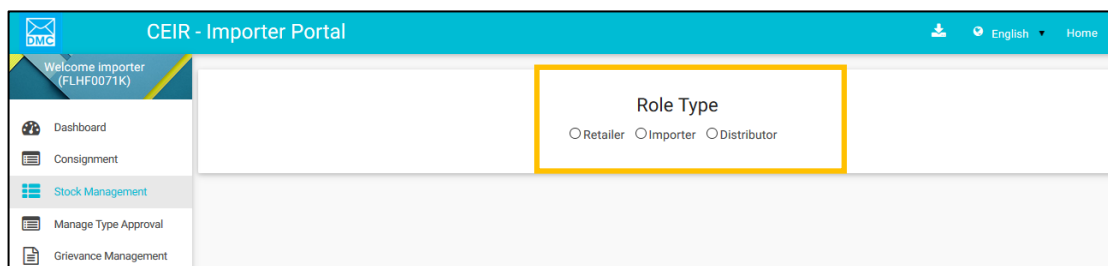 DMC
CEIR - Importer Portal
English
Home
Welcome importer
(FLHF0071K)
Dashboard
Consignment
Stock Management
Manage Type Approval
Grievance Management
Role Type
Retailer Importer Distributor